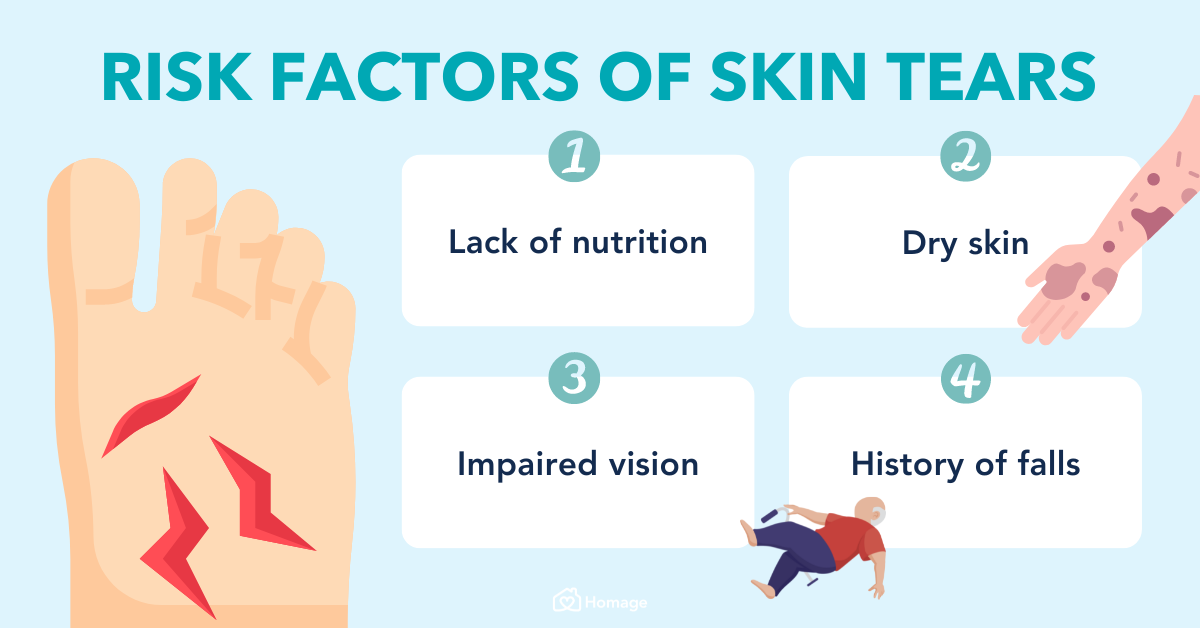 RISK FACTORS OF SKIN TEARS
1
Lack of nutrition
2
Dry skin
3
Impaired vision
4
History of falls
Homage